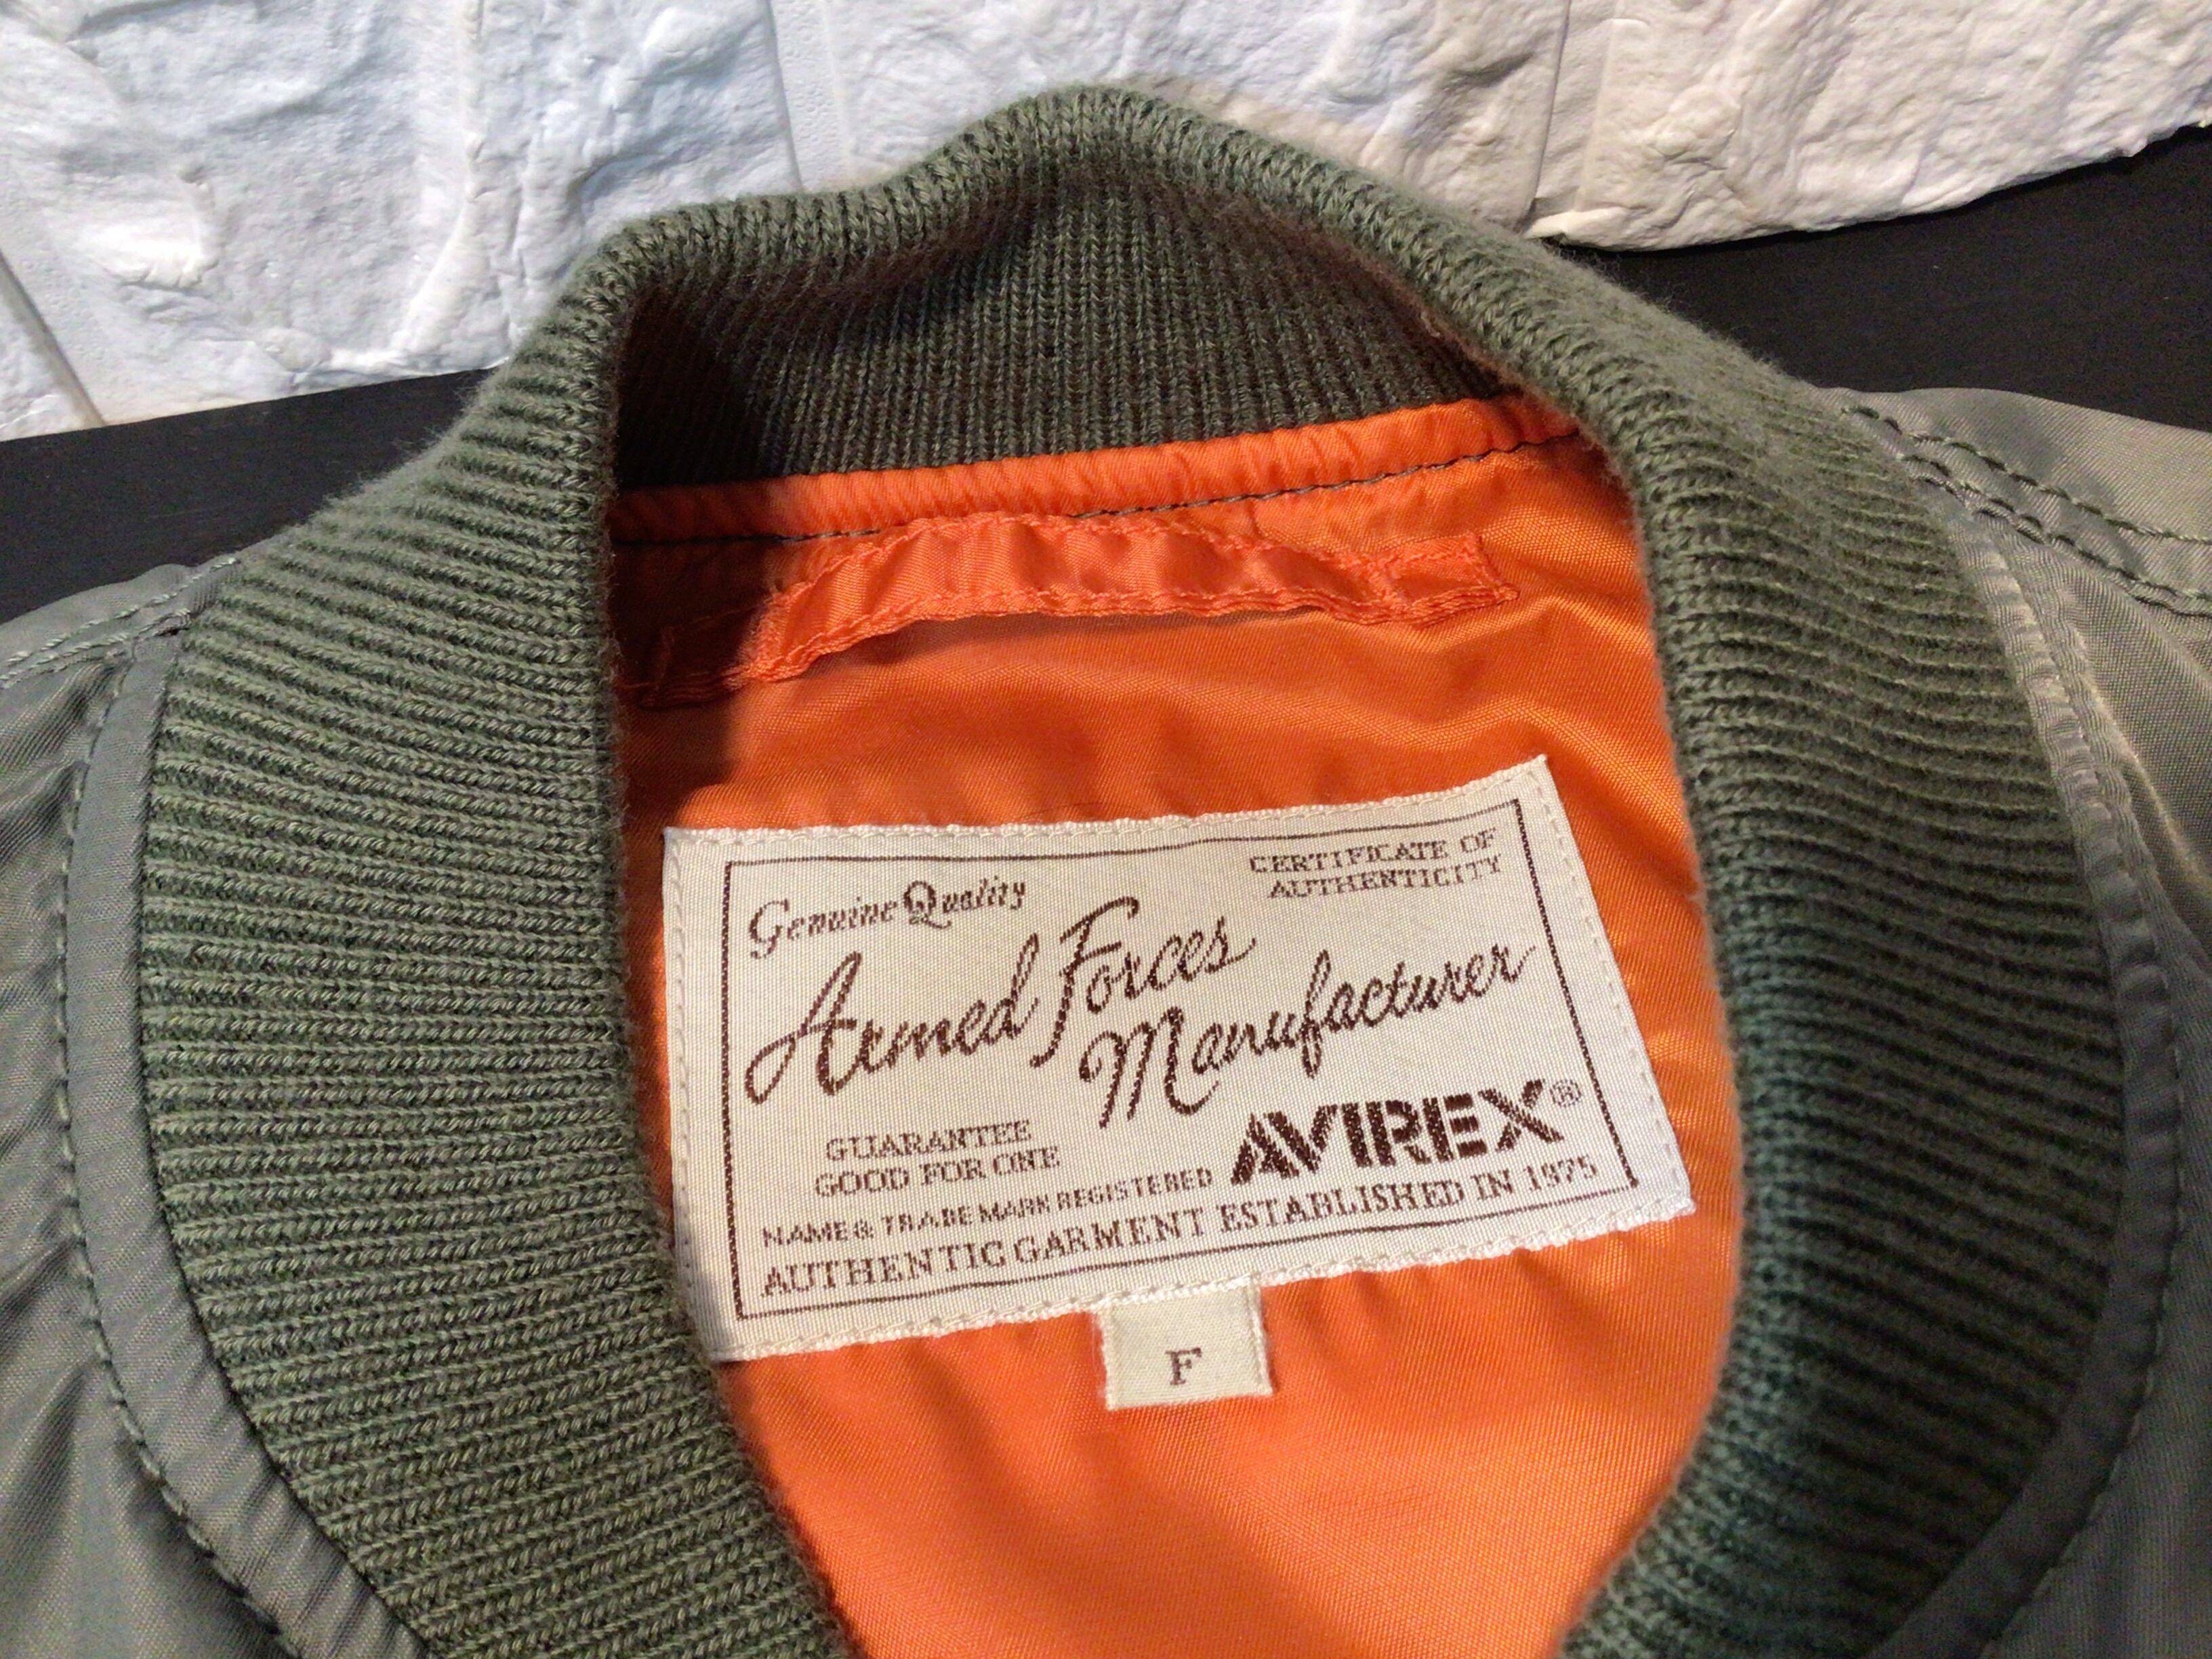 Genuine Quality
CERTIFICATE OF
AUTHENTICITY
Armed Forces
Manufacturer
GUARANTEE
GOOD FOR ONE
AVIREX®
NAME & TRADE MARK REGISTERED
AUTHENTIC GARMENT ESTABLISHED IN 1975
F